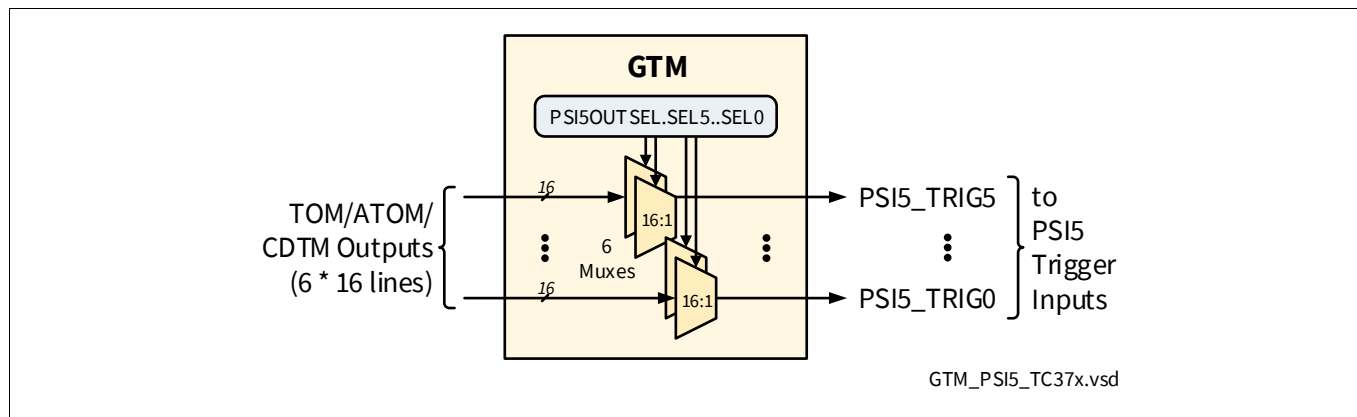 GTM
PSI5OUTSEL.SEL5..SEL0
16
16:1
PSI5_TRIG5
TOM/ATOM/
CDTM Outputs
(6 * 16 lines)
6
Muxes
to
PSI5
Trigger
Inputs
16
16:1
PSI5_TRIG0
GTM_PSI5_TC37x.vsd